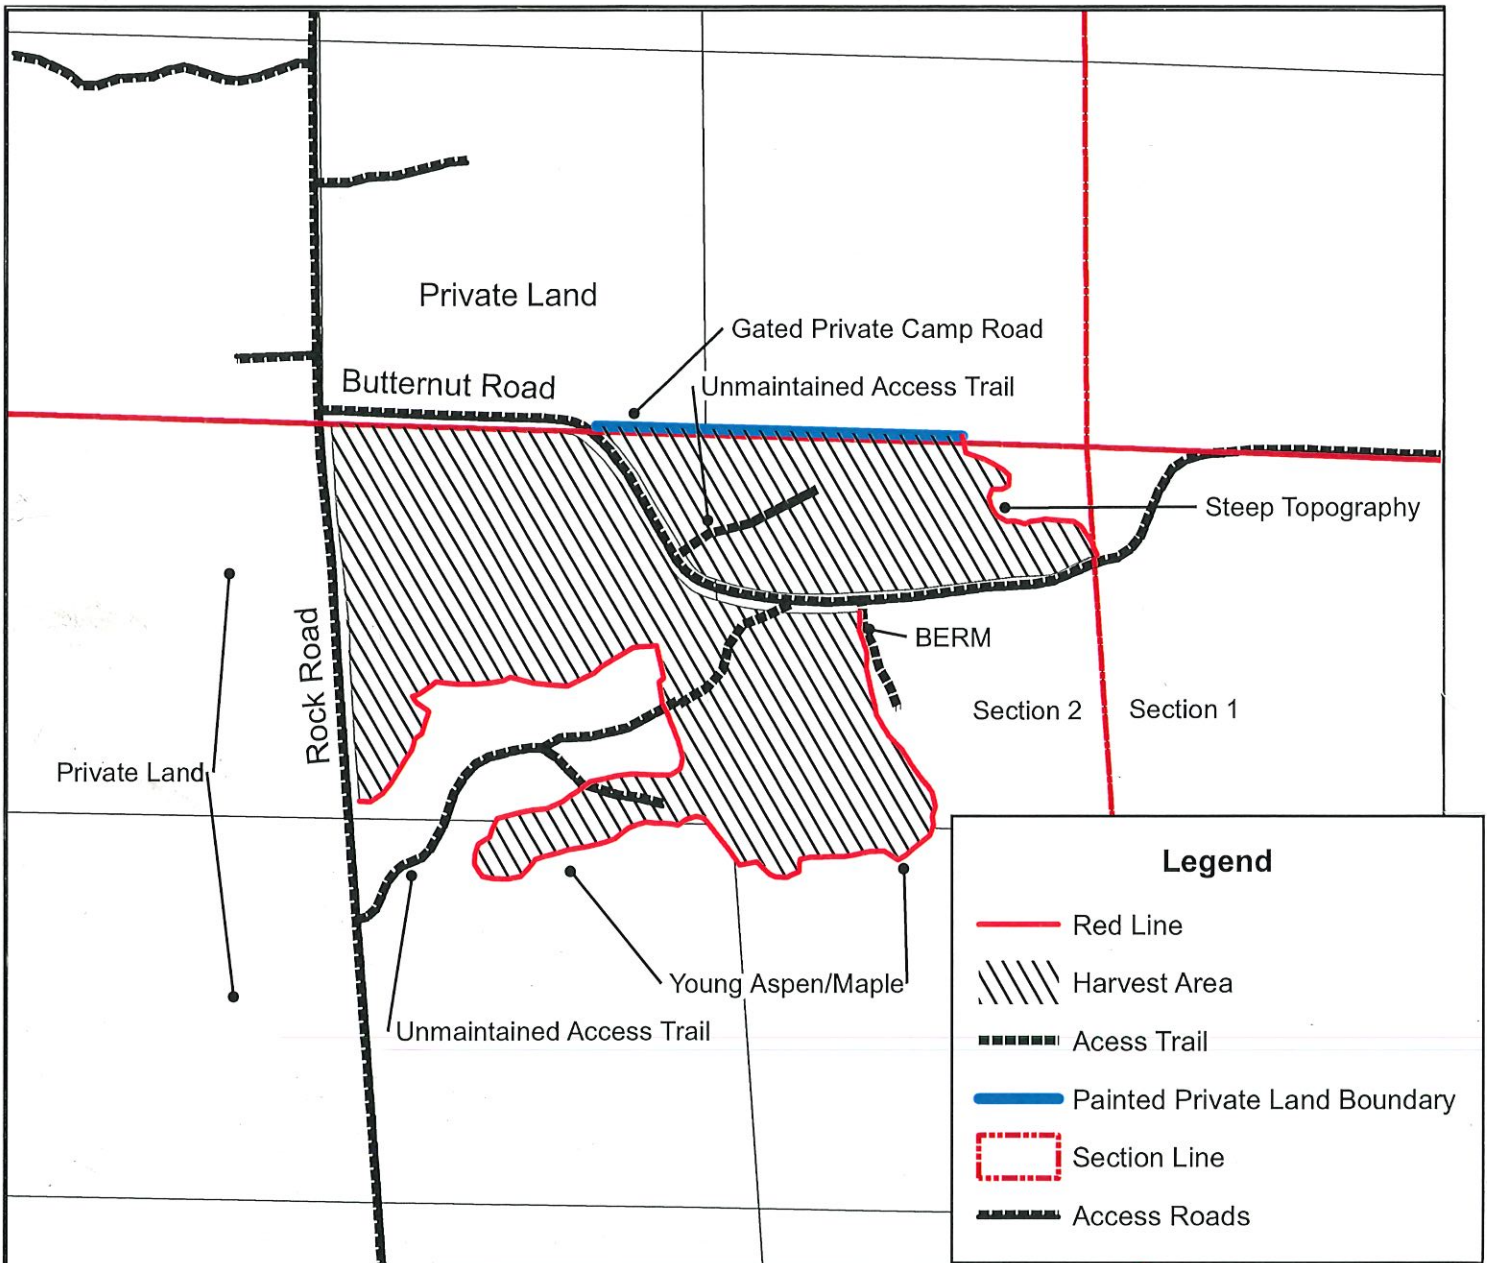 Private Land
Gated Private Camp Road
Butternut Road
Unmaintained Access Trail
Steep Topography
Rock Road
BERM
Section 2
Section 1
Private Land
Young Aspen/Maple
Unmaintained Access Trail
Legend
Red Line
Harvest Area
Acess Trail
Painted Private Land Boundary
Section Line
Access Roads